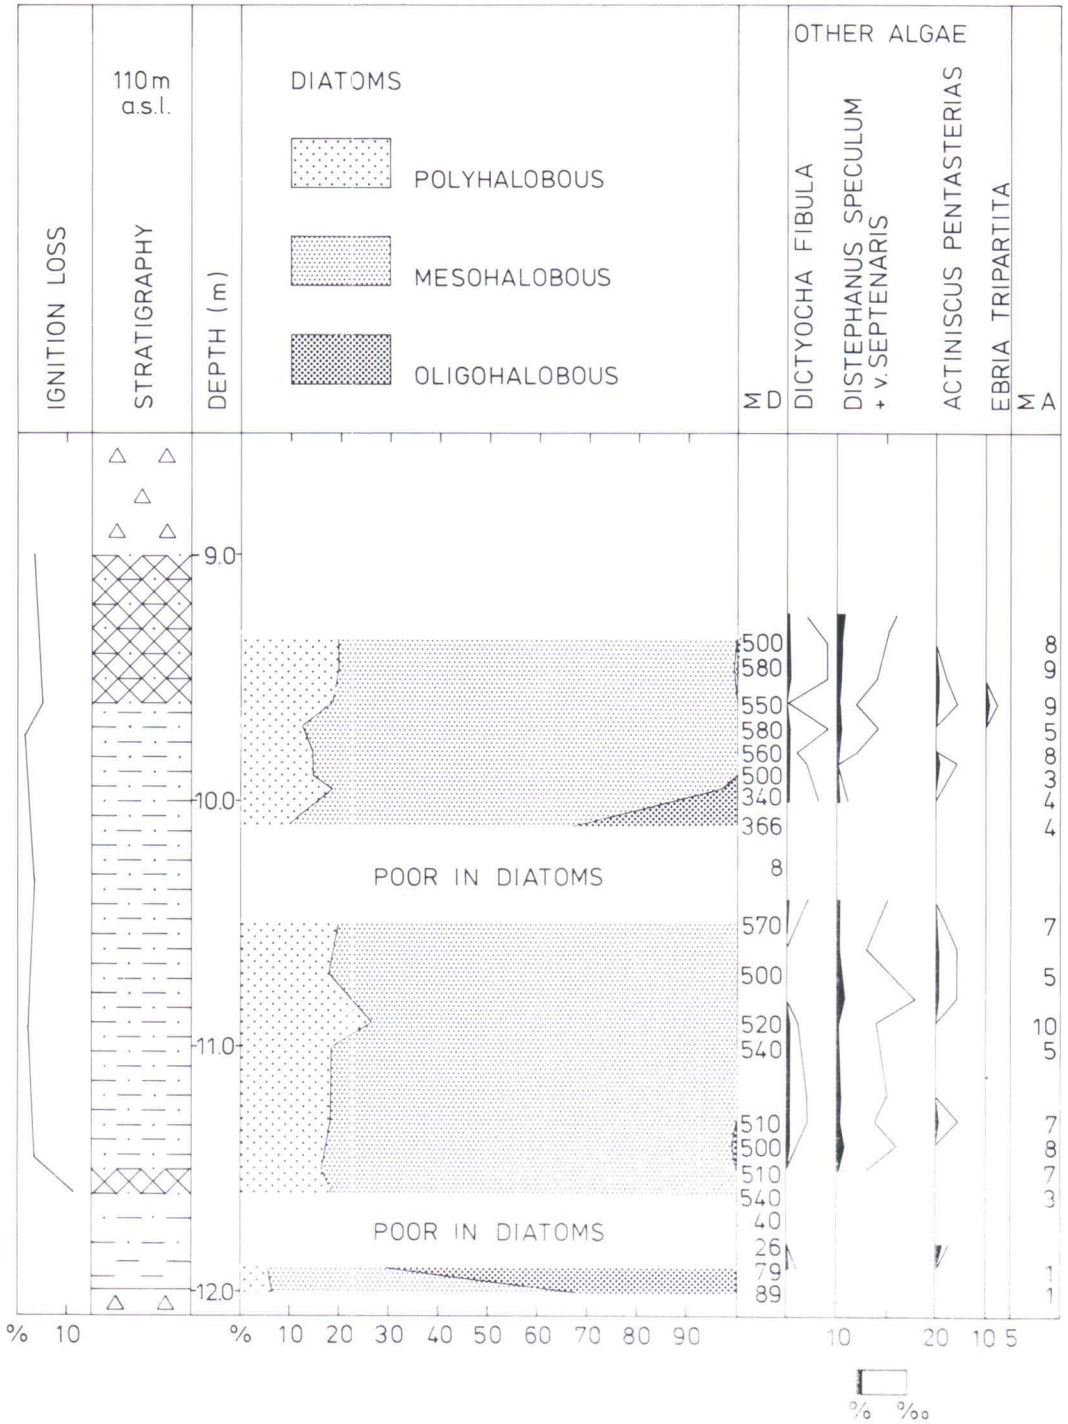 OTHER ALGAE
110m
a.s.l.
DIATOMS
POLYHALOBOUS
MESOHALOBOUS
OLIGOHALOBOUS
IGNITION LOSS
STRATIGRAPHY
DEPTH (m)
MD
DICTYOCHA FIBULA
DISTEPHANUS SPECULUM
+ v. SEPTENARIS
ACTINISCUS PENTASTERIAS
EBRIA TRIPARTITA
MA
9.0
500 8
580 9
550 9
580 5
560 8
500 3
10.0 340 4
366 4
POOR IN DIATOMS 8
570 7
500 5
520 10
11.0 540 5
510 7
500 8
510 7
540 3
40
POOR IN DIATOMS
26
79 1
12.0 89 1
% 10 % 10 20 30 40 50 60 70 80 90 10 20 10 5
% ‰